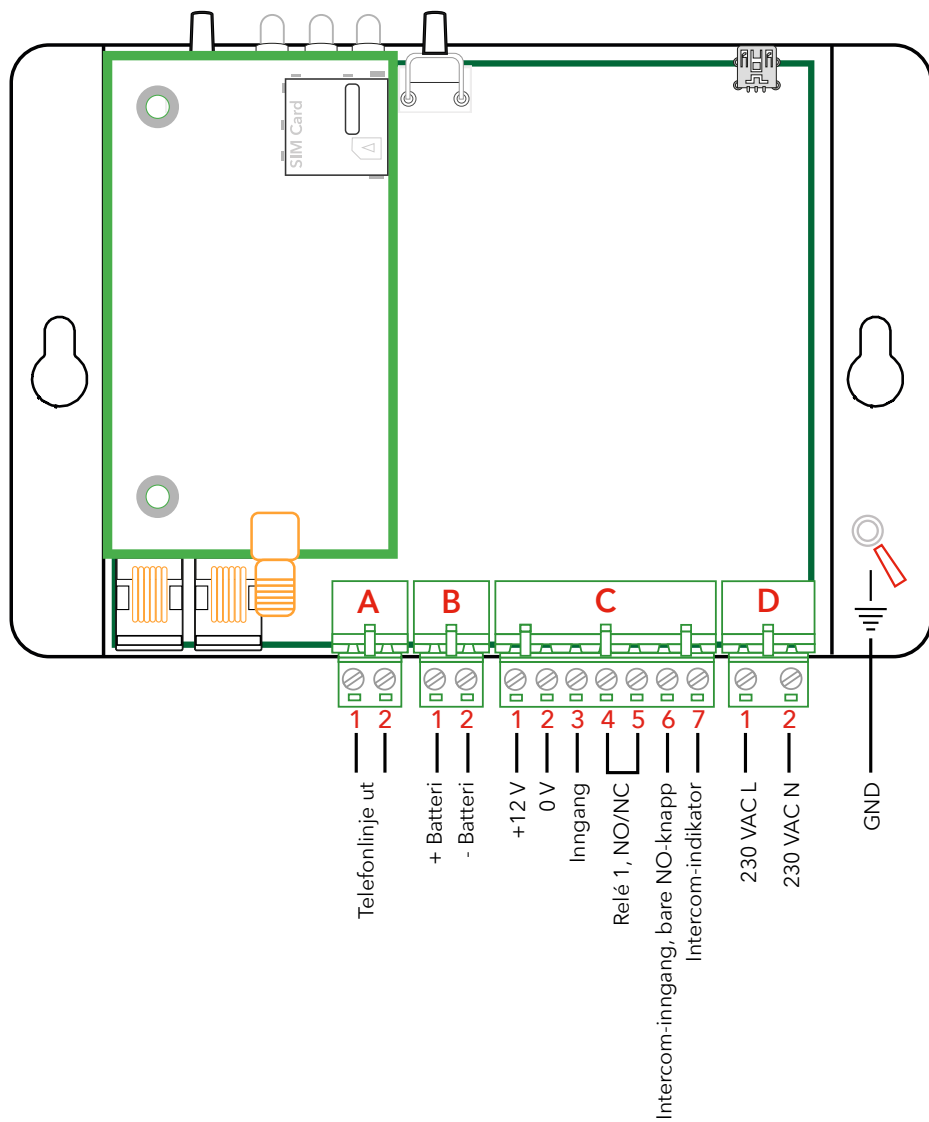 SIM Card
A
B
C
D
1
2
1
2
1
2
3
4
5
6
7
1
2
Telefonlinje ut
+ Batteri
- Batteri
+12 V
0 V
Inngang
Relé 1, NO/NC
Intercom-inngang, bare NO-knapp
Intercom-indikator
230 VAC L
230 VAC N
GND